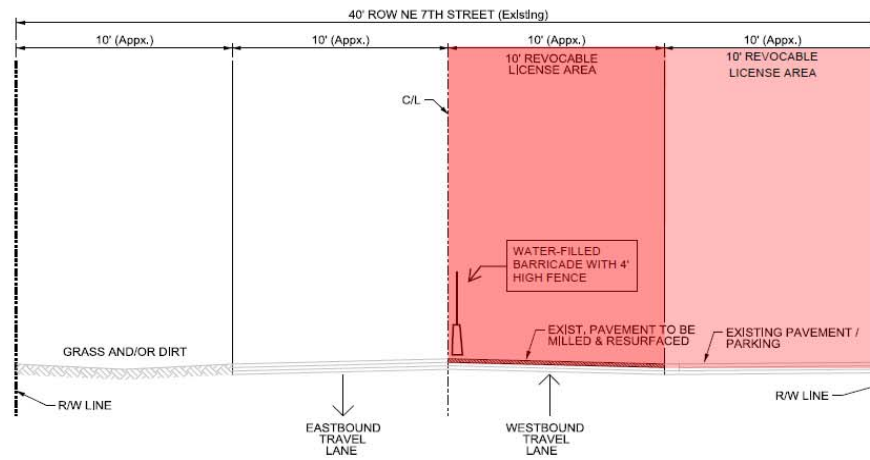 40' ROW NE 7TH STREET (Existing)
10' (Appx.)
10' (Appx.)
10' (Appx.)
10' (Appx.)
10' REVOCABLE
LICENSE AREA
10' REVOCABLE
LICENSE AREA
C/L
WATER-FILLED
BARRICADE WITH 4'
HIGH FENCE
EXIST. PAVEMENT TO BE
MILLED & RESURFACED
EXISTING PAVEMENT /
PARKING
GRASS AND/OR DIRT
R/W LINE
R/W LINE
EASTBOUND
TRAVEL
LANE
WESTBOUND
TRAVEL
LANE